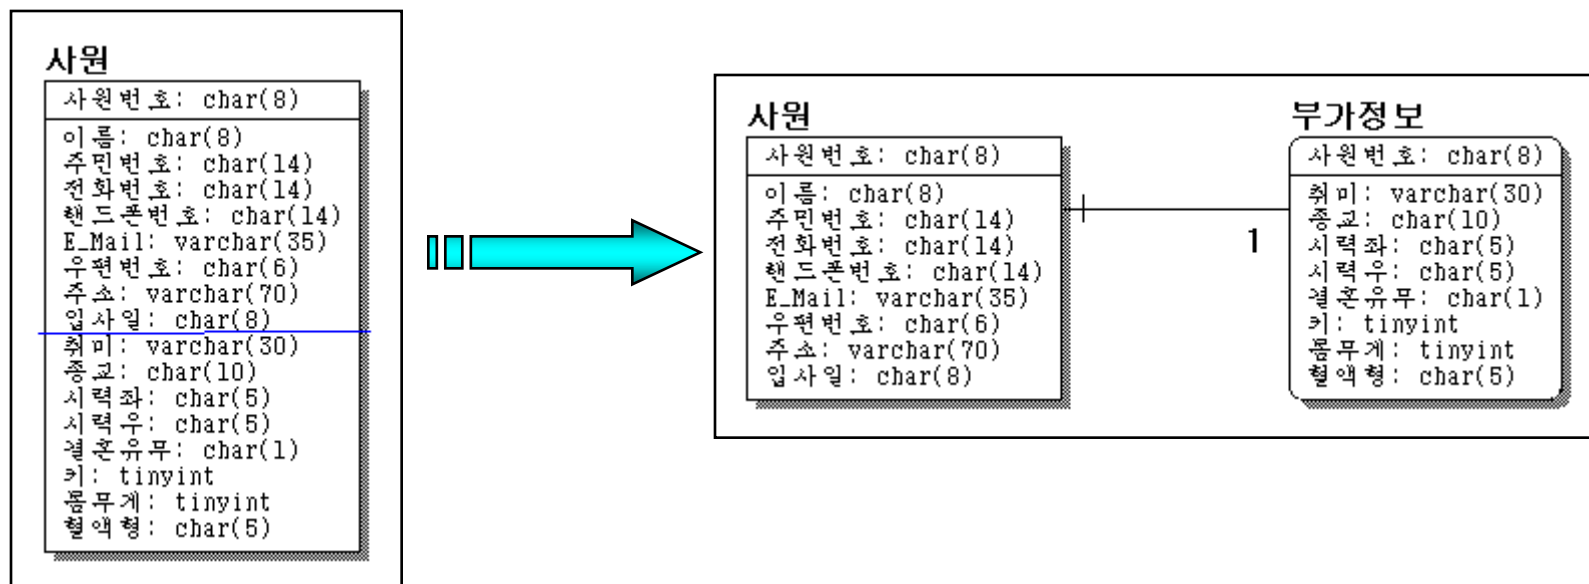 사원
사원번호: char(8)
이름: char(8)
주민번호: char(14)
전화번호: char(14)
핸드폰번호: char(14)
E_Mail: varchar(35)
우편번호: char(6)
주소: varchar(70)
입사일: char(8)
취미: varchar(30)
종교: char(10)
시력좌: char(5)
시력우: char(5)
결혼유무: char(1)
키: tinyint
몸무게: tinyint
혈액형: char(5)
사원
사원번호: char(8)
이름: char(8)
주민번호: char(14)
전화번호: char(14)
핸드폰번호: char(14)
E_Mail: varchar(35)
우편번호: char(6)
주소: varchar(70)
입사일: char(8)
1
부가정보
사원번호: char(8)
취미: varchar(30)
종교: char(10)
시력좌: char(5)
시력우: char(5)
결혼유무: char(1)
키: tinyint
몸무게: tinyint
혈액형: char(5)